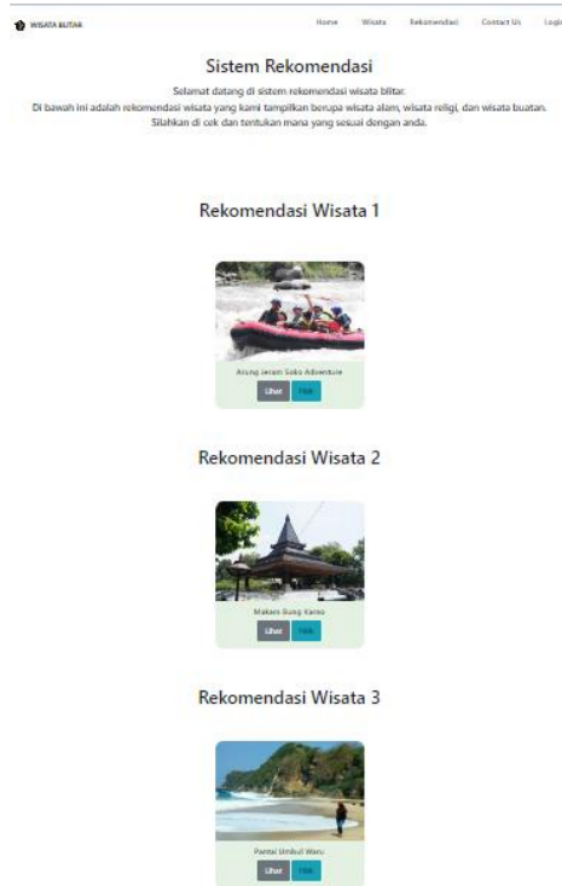 WISATA BLITAR
Home Wisata Rekomendasi Contact Us Login
Sistem Rekomendasi
Selamat datang di sistem rekomendasi wisata blitar.
Di bawah ini adalah rekomendasi wisata yang kami tampilkan berupa wisata alam, wisata religi, dan wisata buatan.
Silahkan di cek dan tentukan mana yang sesuai dengan anda.
Rekomendasi Wisata 1
Arung Jeram Soko Adventure
Lihat
Rekomendasi Wisata 2
Makam Bung Karno
Lihat
Rekomendasi Wisata 3
Pantai Umbul Waru
Lihat